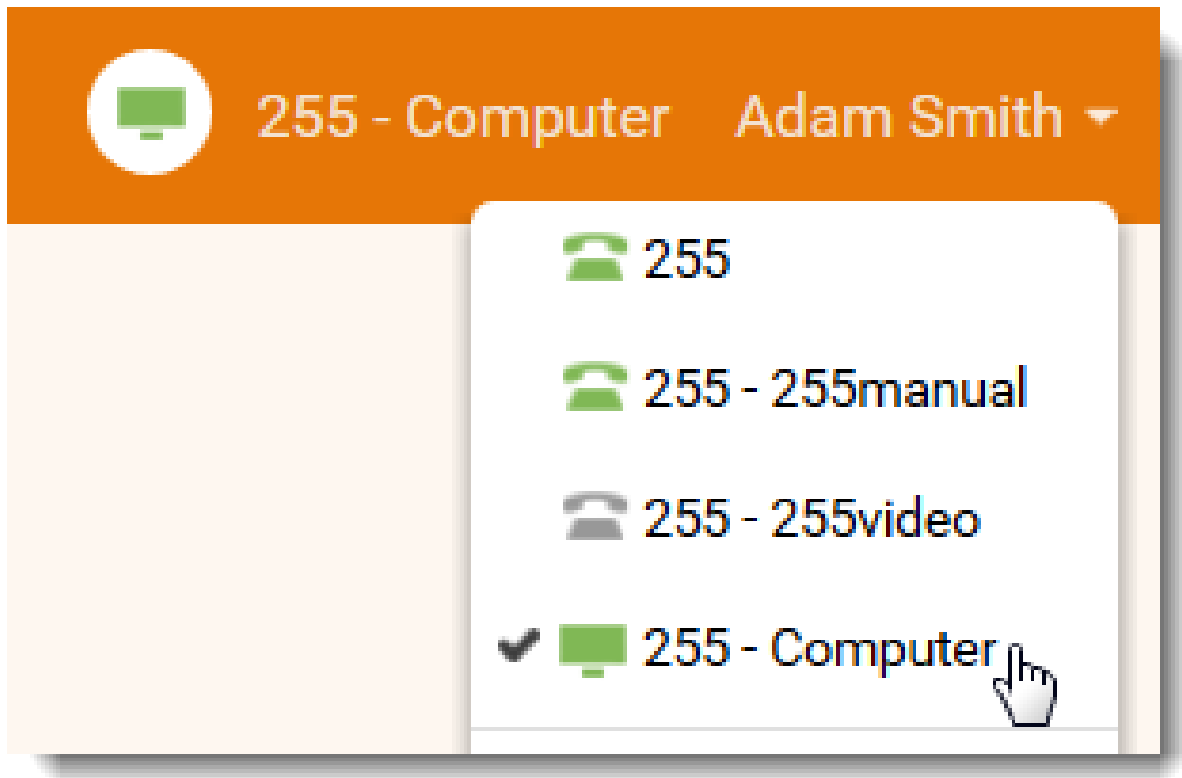 255 - Computer Adam Smith
255
255 - 255manual
255 - 255video
255 - Computer